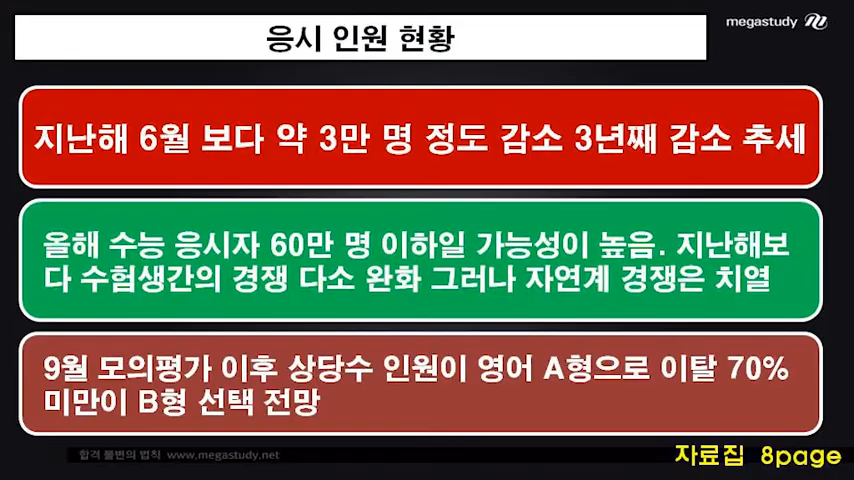 응시 인원 현황
megastudy
지난해 6월 보다 약 3만 명 정도 감소 3년째 감소 추세
올해 수능 응시자 60만 명 이하일 가능성이 높음. 지난해보
다 수험생간의 경쟁 다소 완화 그러나 자연계 경쟁은 치열
9월 모의평가 이후 상당수 인원이 영어 A형으로 이탈 70%
미만이 B형 선택 전망
합격 불변의 법칙 www.megastudy.net
자료집 8page